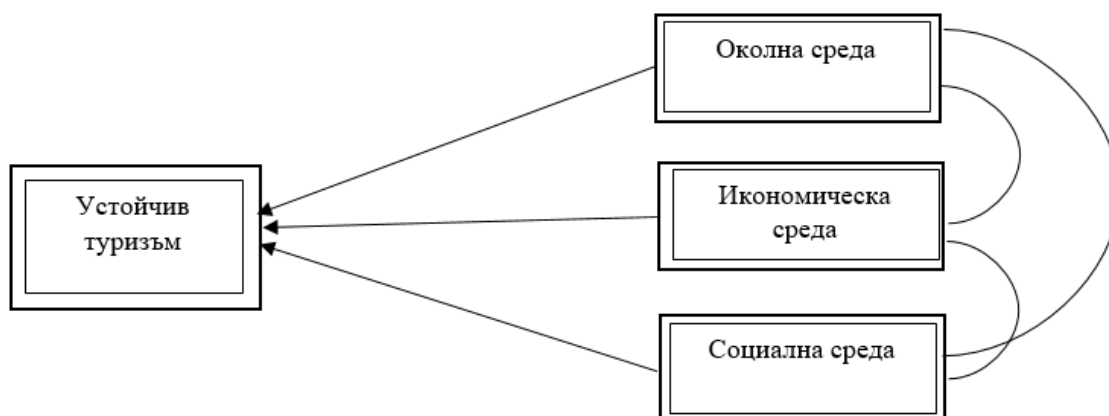 Околна среда
Устойчив
туризъм
Икономическа
среда
Социална среда